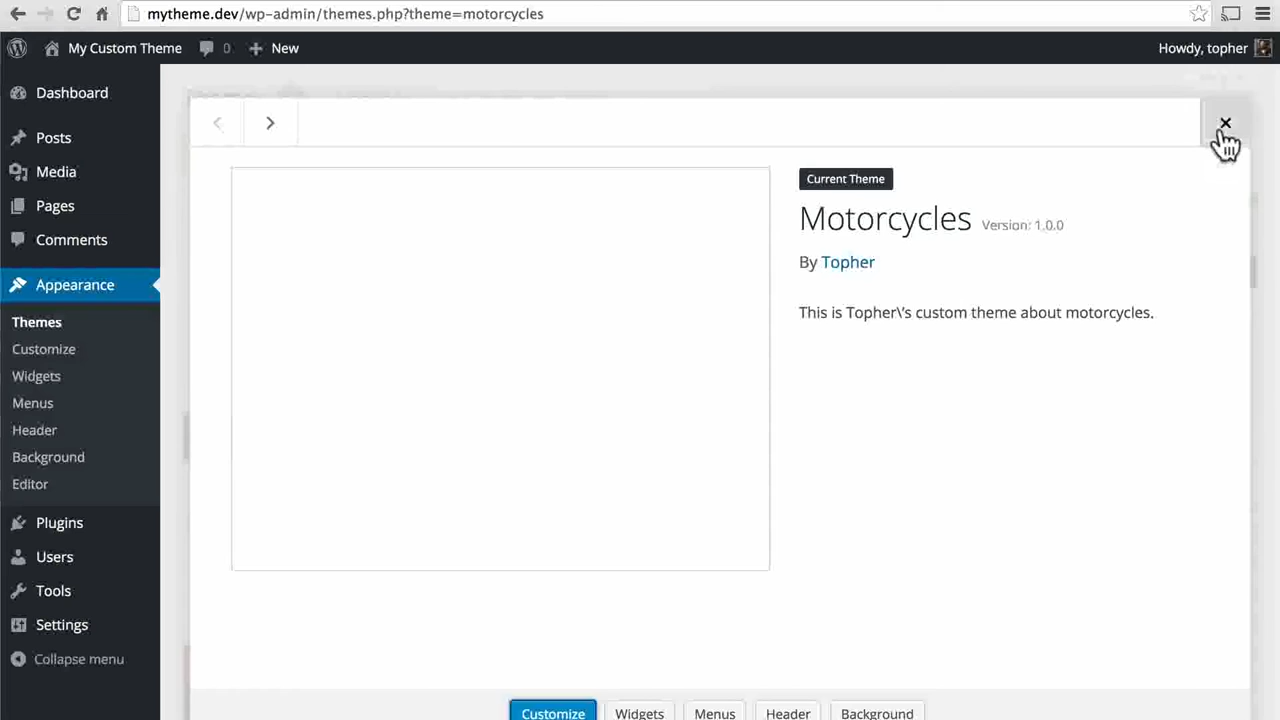 mytheme.dev/wp-admin/themes.php?theme=motorcycles
My Custom Theme 0 New Howdy, topher
Dashboard
Posts
Media
Pages
Comments
Appearance
Themes
Customize
Widgets
Menus
Header
Background
Editor
Plugins
Users
Tools
Settings
Collapse menu
Current Theme
Motorcycles Version: 1.0.0
By Topher
This is Topher\'s custom theme about motorcycles.
Customize Widgets Menus Header Background